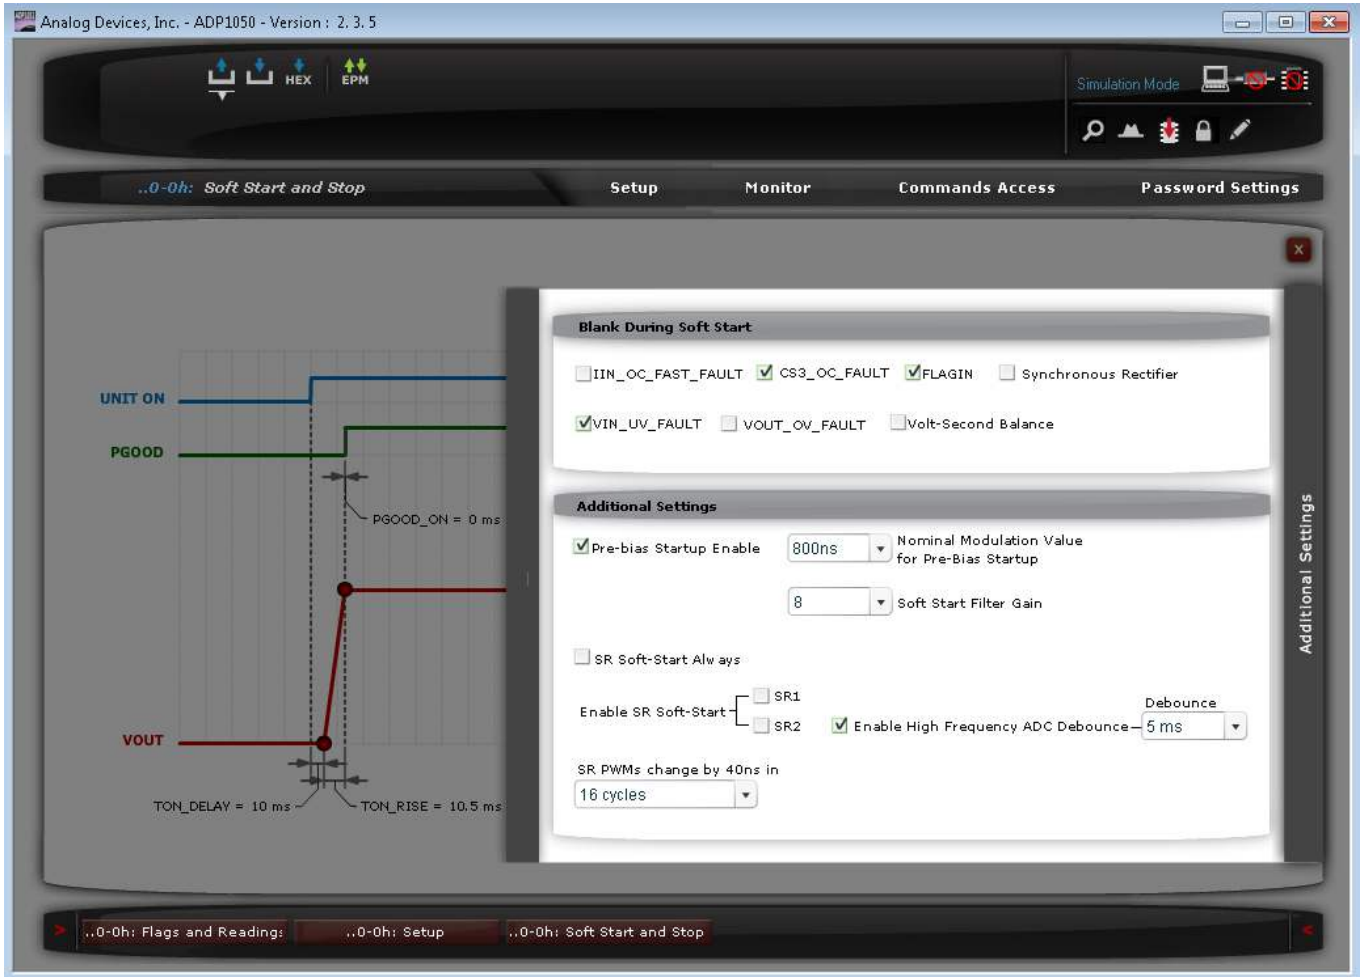 Analog Devices, Inc. - ADP1050 - Version : 2. 3. 5
HEX
EPM
Simulation Mode
..0-0h: Soft Start and Stop
Setup
Monitor
Commands Access
Password Settings
x
Blank During Soft Start
IIN_OC_FAST_FAULT
CS3_OC_FAULT
FLAGIN
Synchronous Rectifier
VIN_UV_FAULT
VOUT_OV_FAULT
Volt-Second Balance
UNIT ON
PGOOD
PGOOD_ON = 0 ms
VOUT
TON_DELAY = 10 ms
TON_RISE = 10.5 ms
Additional Settings
Pre-bias Startup Enable
800ns
Nominal Modulation Value
for Pre-Bias Startup
8
Soft Start Filter Gain
SR Soft-Start Always
Enable SR Soft-Start
SR1
SR2
Enable High Frequency ADC Debounce
Debounce
5 ms
SR PWMs change by 40ns in
16 cycles
Additional Settings
>
..0-0h: Flags and Readings
..0-0h: Setup
..0-0h: Soft Start and Stop
<